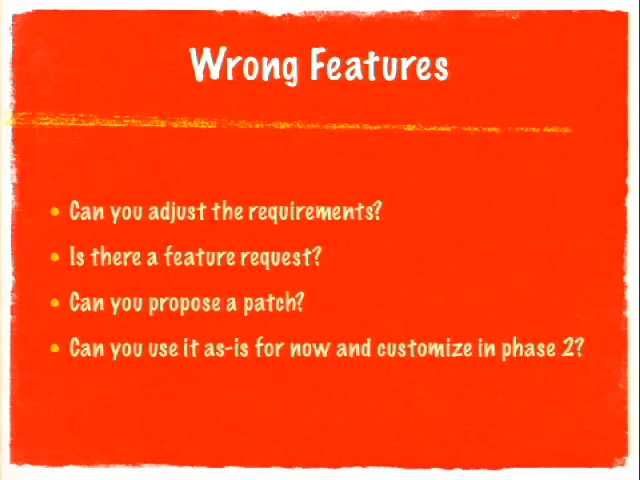 Wrong Features
• Can you adjust the requirements?
• Is there a feature request?
• Can you propose a patch?
• Can you use it as-is for now and customize in phase 2?